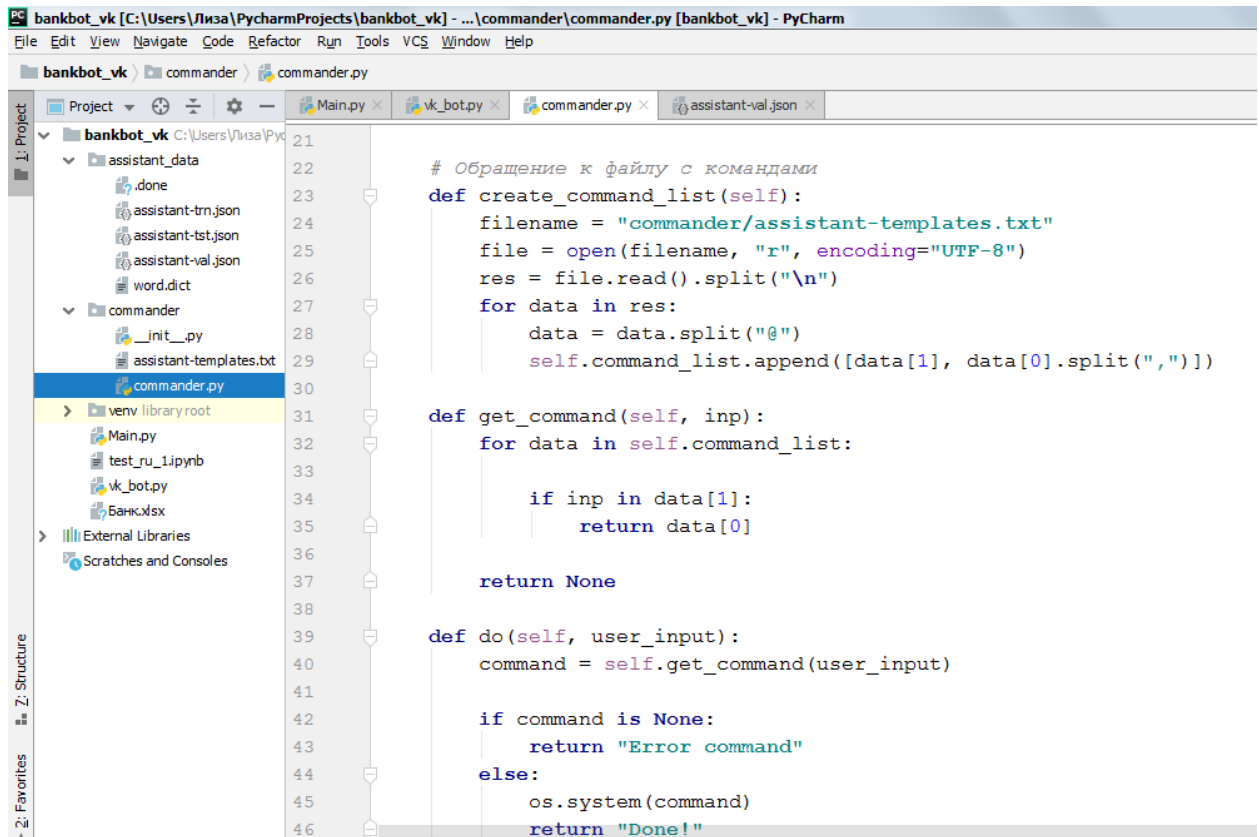 bankbot_vk [C:\Users\Лиза\PycharmProjects\bankbot_vk] - ...\commander\commander.py [bankbot_vk] - PyCharm
File Edit View Navigate Code Refactor Run Tools VCS Window Help
bankbot_vk commander commander.py
Project
Main.py vk_bot.py commander.py assistant-val.json
1: Project
bankbot_vk C:\Users\Лиза\Pyc
assistant_data
.done
assistant-trn.json
assistant-tst.json
assistant-val.json
word.dict
commander
__init__.py
assistant-templates.txt
commander.py
venv library root
Main.py
test_ru_1.ipynb
vk_bot.py
Банк.xlsx
External Libraries
Scratches and Consoles
7: Structure
2: Favorites
21
22 # Обращение к файлу с командами
23 def create_command_list(self):
24 filename = "commander/assistant-templates.txt"
25 file = open(filename, "r", encoding="UTF-8")
26 res = file.read().split("\n")
27 for data in res:
28 data = data.split("@")
29 self.command_list.append([data[1], data[0].split(",")])
30
31 def get_command(self, inp):
32 for data in self.command_list:
33
34 if inp in data[1]:
35 return data[0]
36
37 return None
38
39 def do(self, user_input):
40 command = self.get_command(user_input)
41
42 if command is None:
43 return "Error command"
44 else:
45 os.system(command)
46 return "Done!"